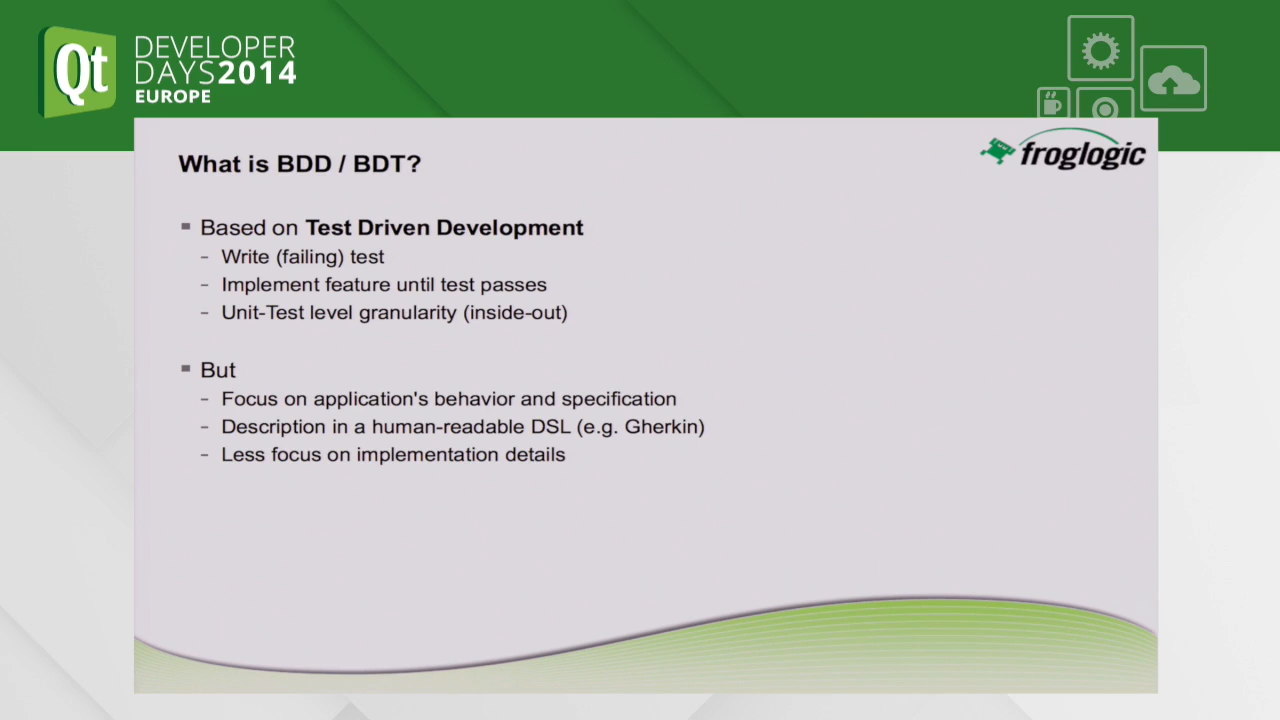 Qt
DEVELOPER
DAYS2014
EUROPE
froglogic
What is BDD / BDT?
Based on Test Driven Development
- Write (failing) test
- Implement feature until test passes
- Unit-Test level granularity (inside-out)
But
- Focus on application's behavior and specification
- Description in a human-readable DSL (e.g. Gherkin)
- Less focus on implementation details